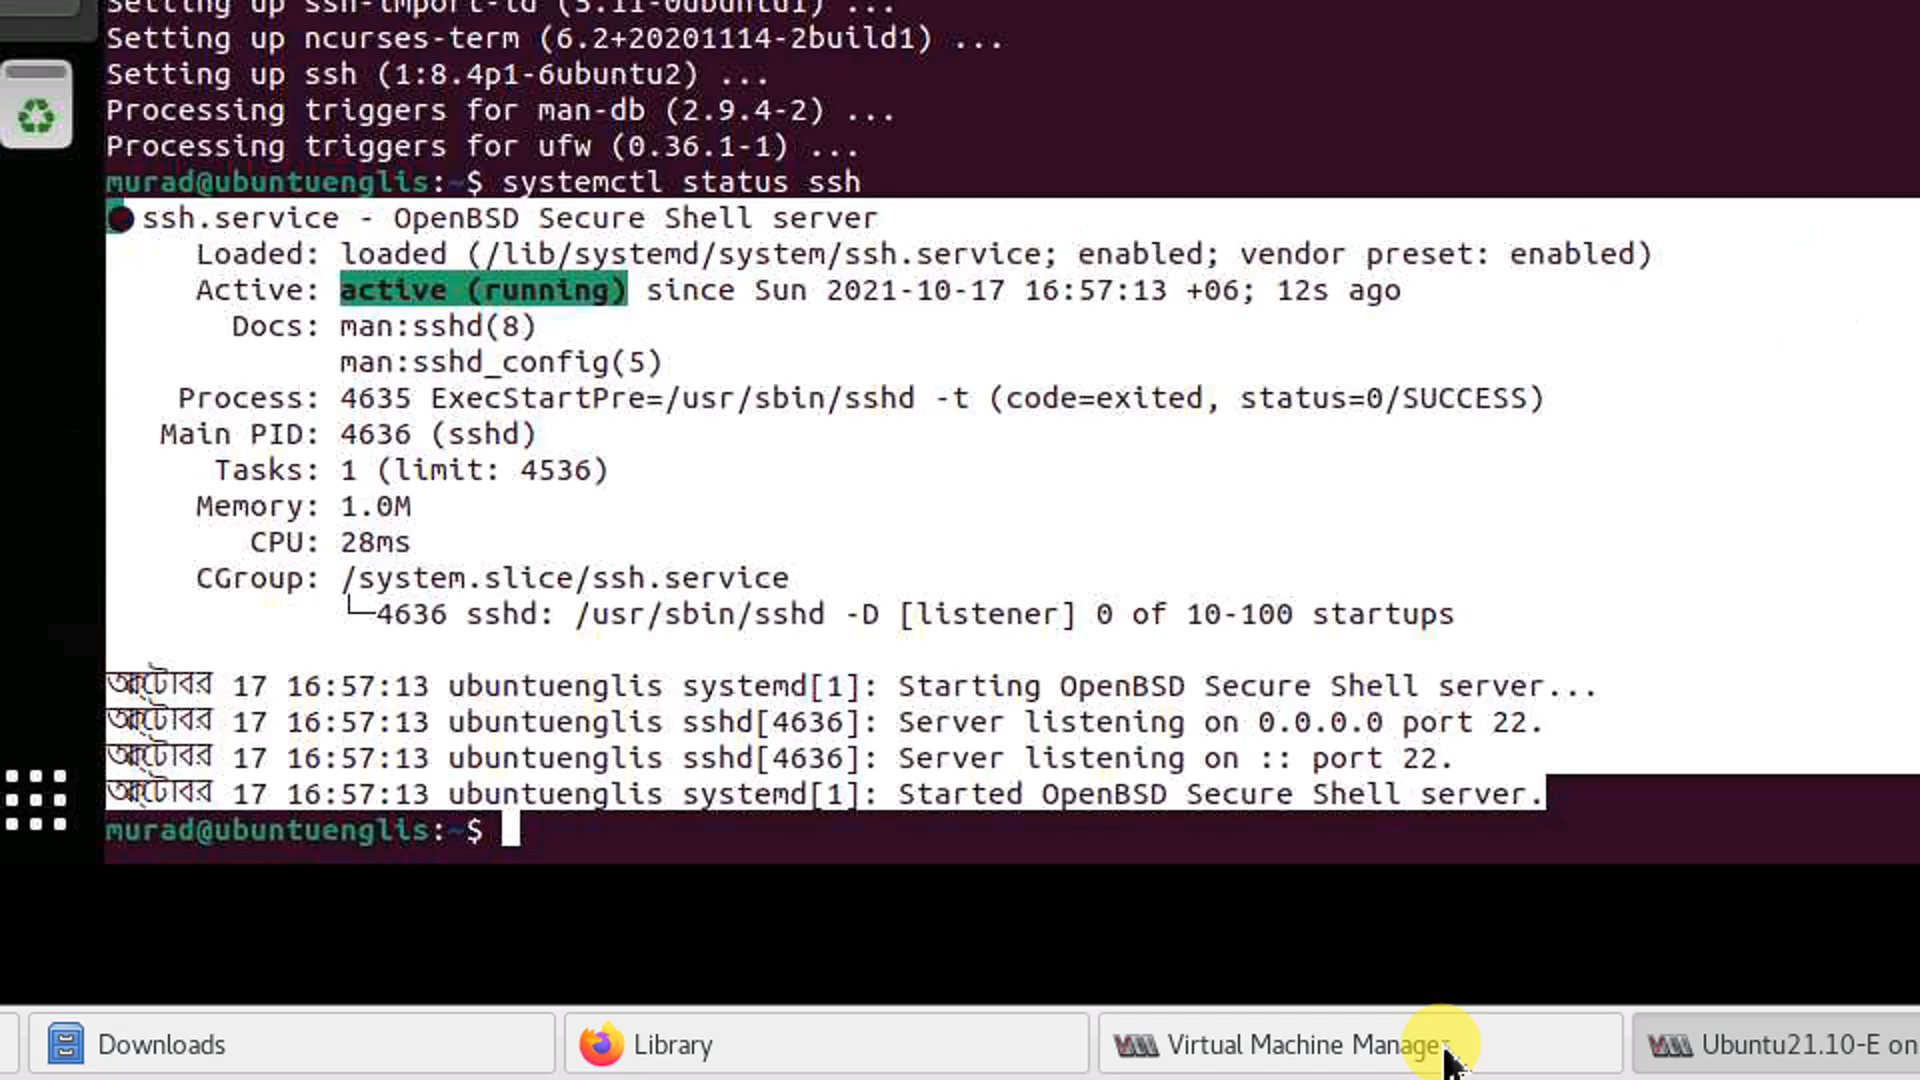 Setting up ssh-import-id (5.11-0ubuntu1) ...
Setting up ncurses-term (6.2+20201114-2build1) ...
Setting up ssh (1:8.4p1-6ubuntu2) ...
Processing triggers for man-db (2.9.4-2) ...
Processing triggers for ufw (0.36.1-1) ...
murad@ubuntuenglis:~$ systemctl status ssh
● ssh.service - OpenBSD Secure Shell server
Loaded: loaded (/lib/systemd/system/ssh.service; enabled; vendor preset: enabled)
Active: active (running) since Sun 2021-10-17 16:57:13 +06; 12s ago
Docs: man:sshd(8)
man:sshd_config(5)
Process: 4635 ExecStartPre=/usr/sbin/sshd -t (code=exited, status=0/SUCCESS)
Main PID: 4636 (sshd)
Tasks: 1 (limit: 4536)
Memory: 1.0M
CPU: 28ms
CGroup: /system.slice/ssh.service
└─4636 sshd: /usr/sbin/sshd -D [listener] 0 of 10-100 startups
অক্টোবর 17 16:57:13 ubuntuenglis systemd[1]: Starting OpenBSD Secure Shell server...
অক্টোবর 17 16:57:13 ubuntuenglis sshd[4636]: Server listening on 0.0.0.0 port 22.
অক্টোবর 17 16:57:13 ubuntuenglis sshd[4636]: Server listening on :: port 22.
অক্টোবর 17 16:57:13 ubuntuenglis systemd[1]: Started OpenBSD Secure Shell server.
murad@ubuntuenglis:~$
Downloads
Library
Virtual Machine Manager
Ubuntu21.10-E on